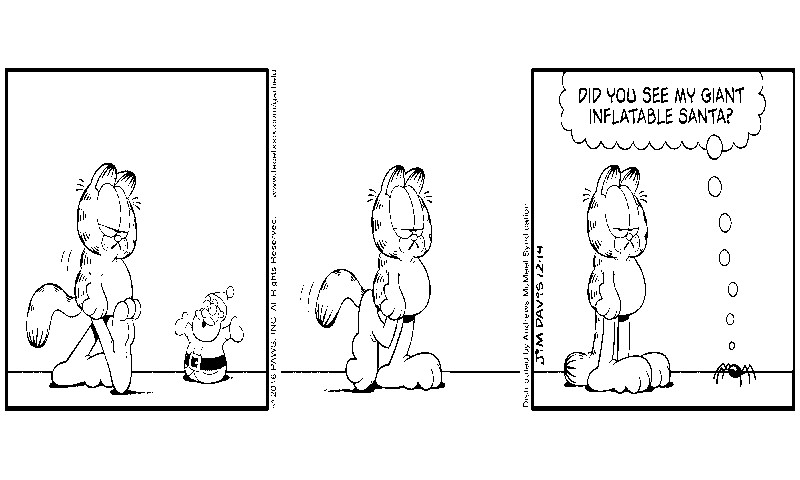 © 2016 PAWS, INC. All Rights Reserved.
DID YOU SEE MY GIANT
INFLATABLE SANTA?
Distributed by Andrews McMeel Syndication
JIM DAVIS 12·14